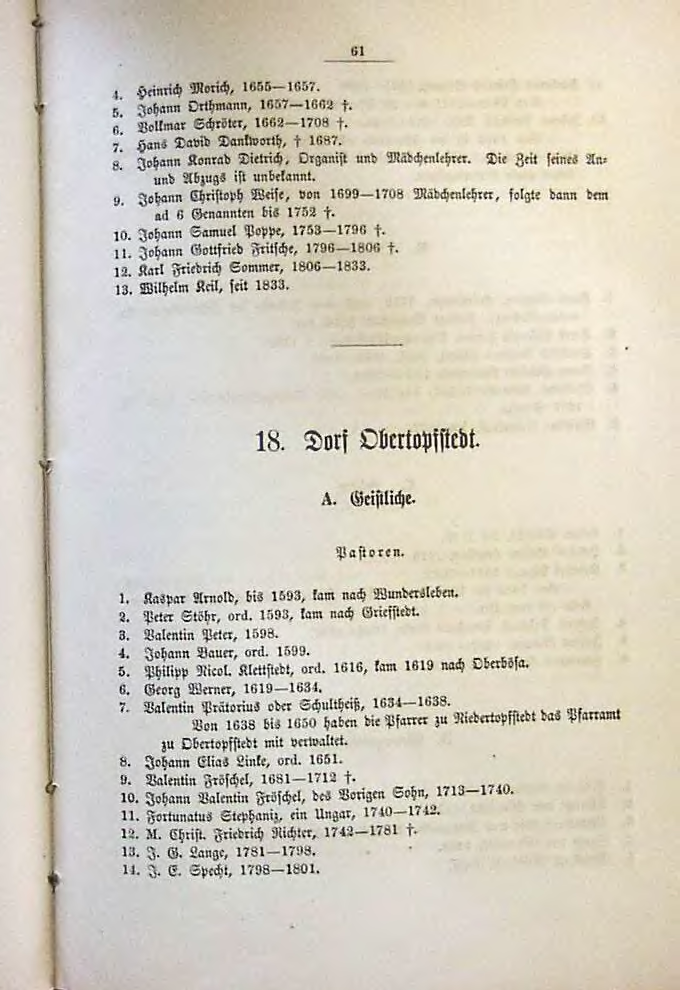 61
4. Heinrich Morich, 1655—1657.
5. Johann Orthmann, 1657—1662 †.
6. Volkmar Schröter, 1662—1708 †.
7. Hans David Dankworth, † 1687.
8. Johann Konrad Dietrich, Organist und Mädchenlehrer. Die Zeit seines An-
und Abzugs ist unbekannt.
9. Johann Christoph Weise, von 1699—1708 Mädchenlehrer, folgte dann dem
ad 6 Genannten bis 1752 †.
10. Johann Samuel Poppe, 1753—1796 †.
11. Johann Gottfried Fritsche, 1796—1806 †.
12. Karl Friedrich Sommer, 1806—1833.
13. Wilhelm Keil, seit 1833.
18. Dorf Obertopfstedt.
A. Geistliche.
Pastoren.
1. Kaspar Arnold, bis 1593, kam nach Wundersleben.
2. Peter Stöhr, ord. 1593, kam nach Griefstedt.
3. Valentin Peter, 1598.
4. Johann Bauer, ord. 1599.
5. Philipp Nicol. Klettstedt, ord. 1616, kam 1619 nach Oberbösa.
6. Georg Werner, 1619—1634.
7. Valentin Prätorius oder Schultheiß, 1634—1638.
Von 1638 bis 1650 haben die Pfarrer zu Niedertopfstedt das Pfarramt
zu Obertopfstedt mit verwaltet.
8. Johann Elias Linke, ord. 1651.
9. Valentin Fröschel, 1681—1712 †.
10. Johann Valentin Fröschel, des Vorigen Sohn, 1713—1740.
11. Fortunatus Stephaniz, ein Ungar, 1740—1742.
12. M. Christ. Friedrich Richter, 1742—1781 †.
13. J. G. Lange, 1781—1798.
14. J. E. Specht, 1798—1801.